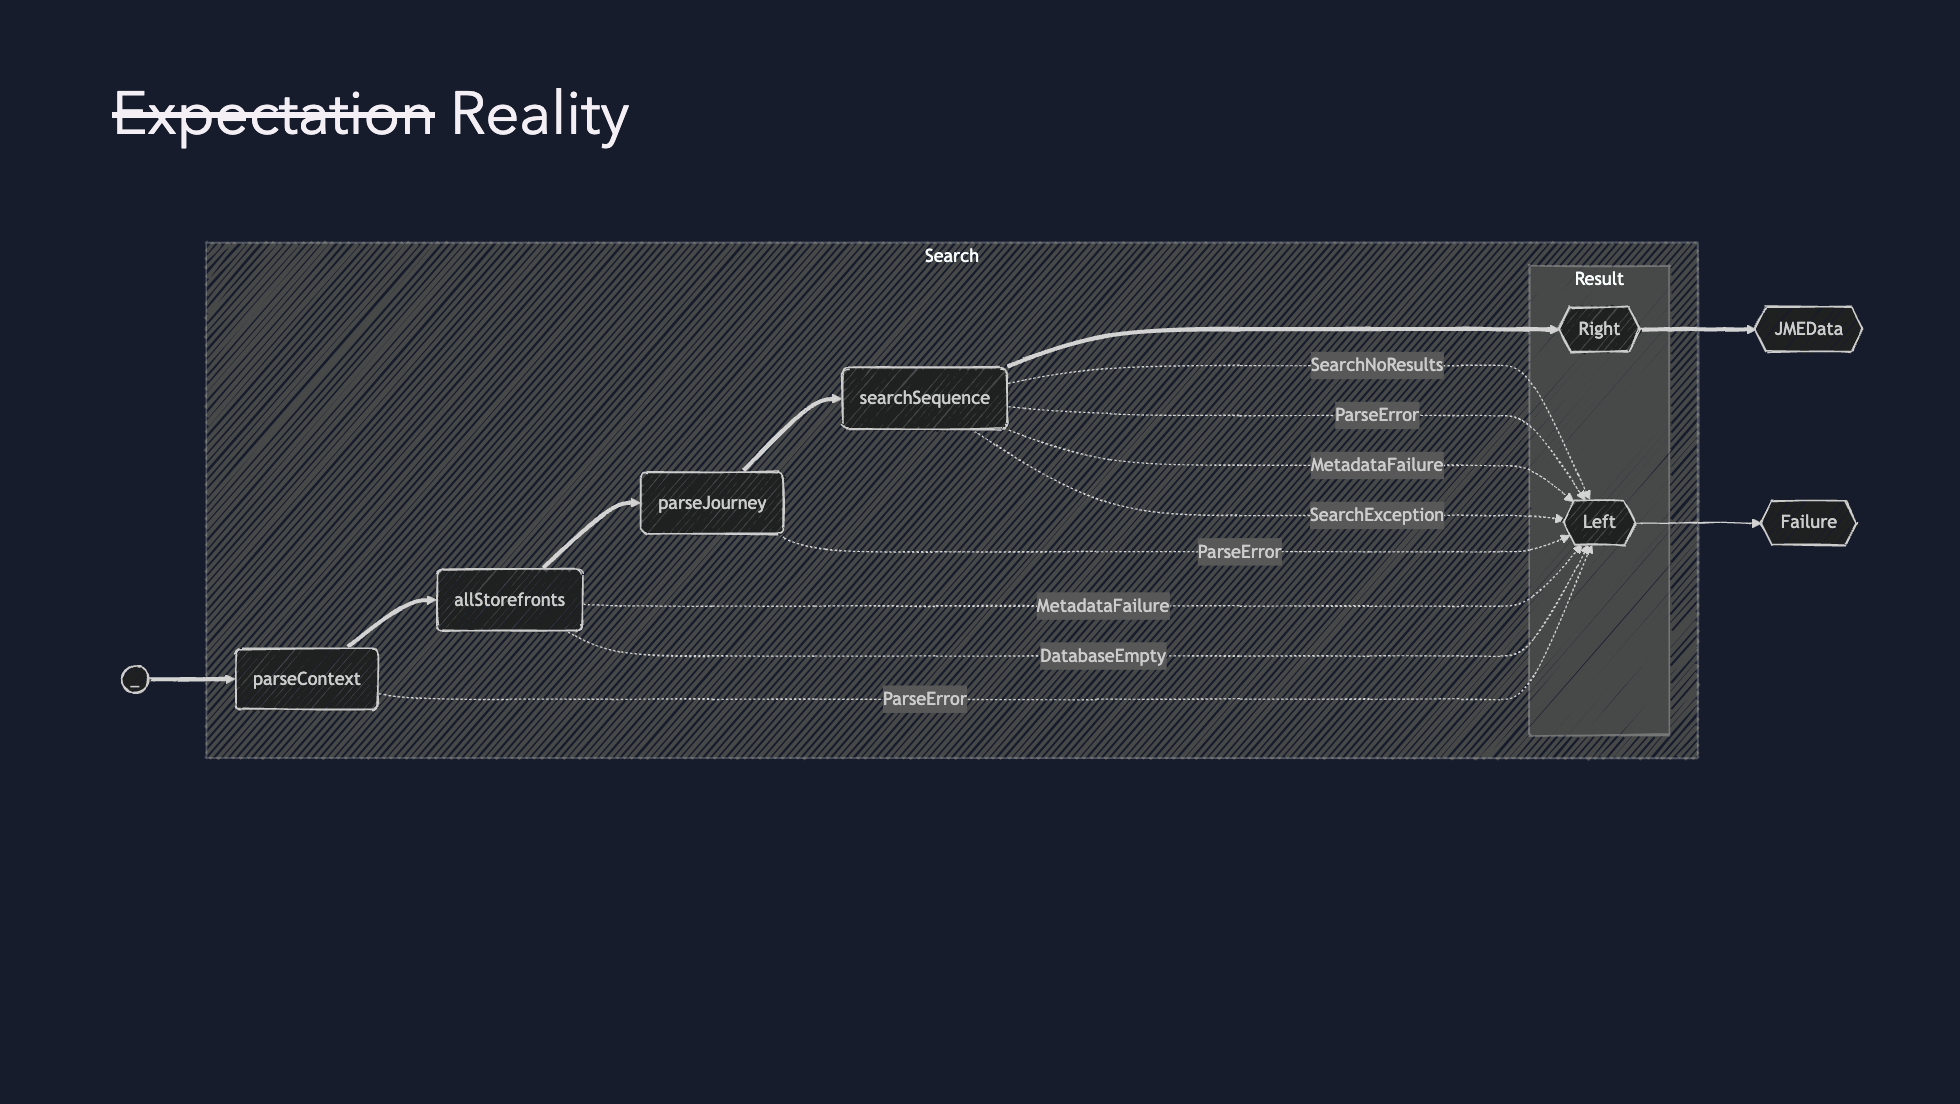 Expectation Reality
Search
Result
Right
JMEData
SearchNoResults
searchSequence
ParseError
MetadataFailure
parseJourney
SearchException
Left
Failure
ParseError
allStorefronts
MetadataFailure
DatabaseEmpty
_
parseContext
ParseError